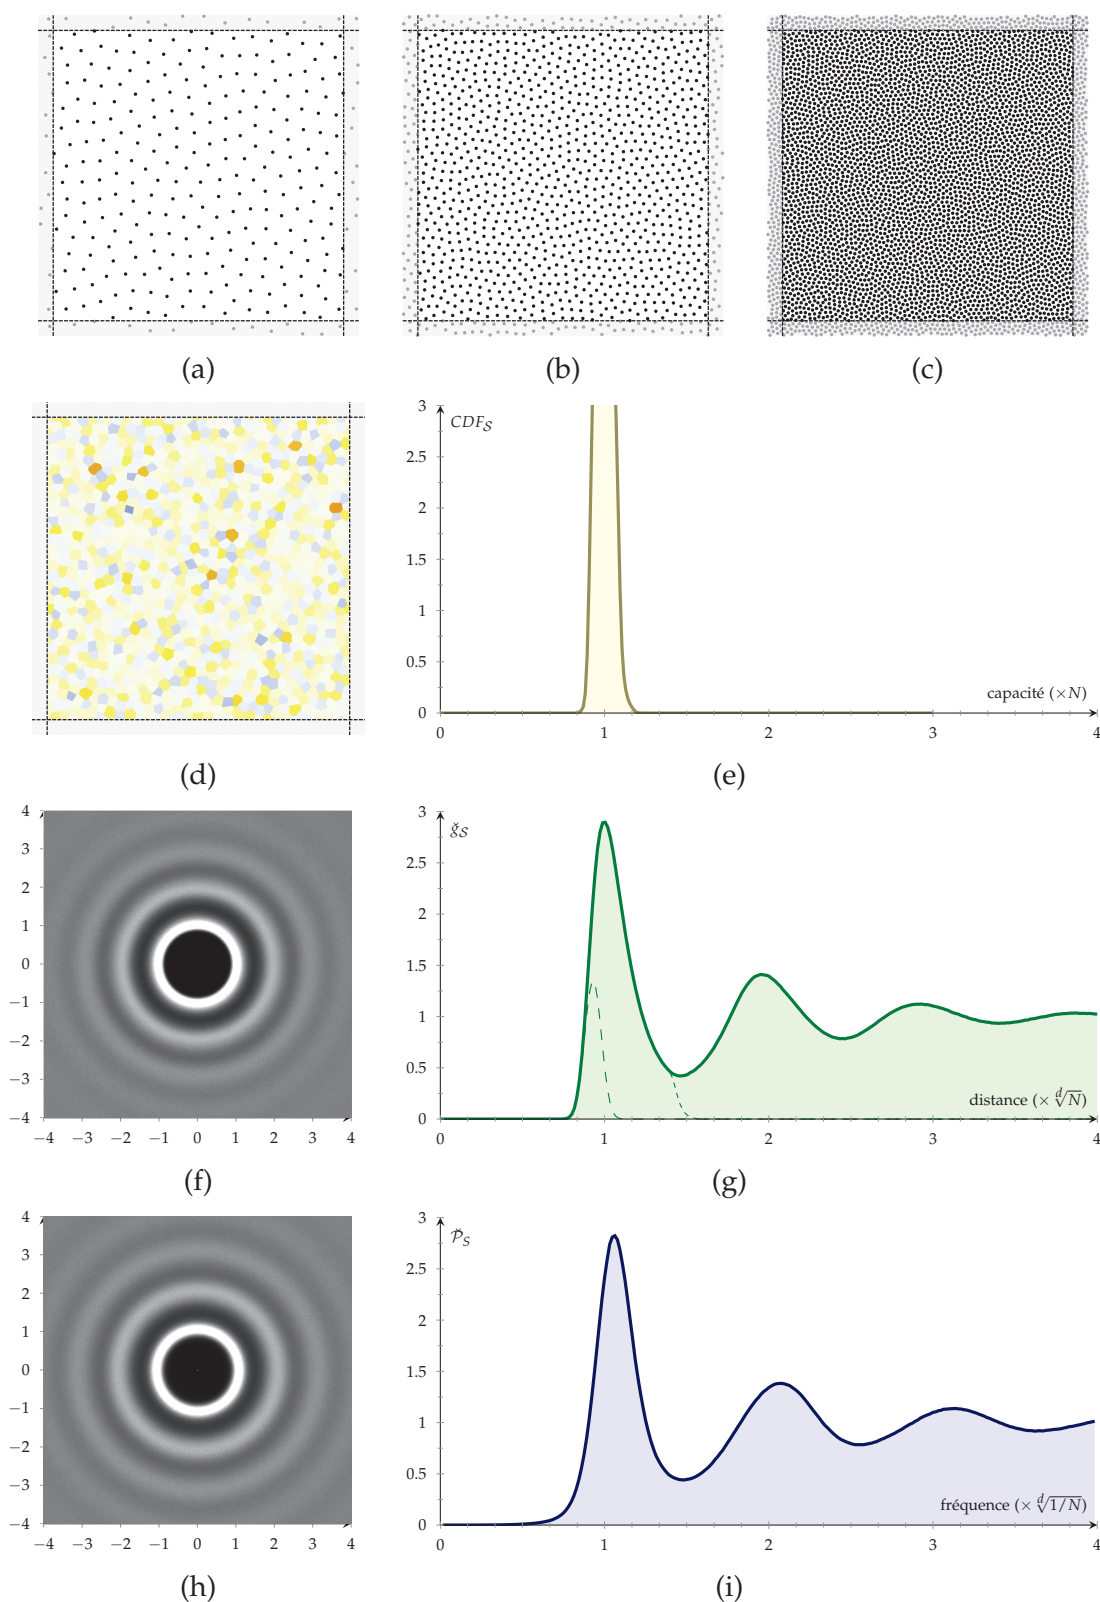 (a)
(b)
(c)
3
2.5
2
1.5
1
0.5
0
CDF_S
capacité (×N)
0 1 2 3 4
(d)
(e)
4
3
2
1
0
−1
−2
−3
−4
−4 −3 −2 −1 0 1 2 3 4
3
2.5
2
1.5
1
0.5
0
ğ_S
distance (× ᵈ√N)
0 1 2 3 4
(f)
(g)
4
3
2
1
0
−1
−2
−3
−4
−4 −3 −2 −1 0 1 2 3 4
3
2.5
2
1.5
1
0.5
0
𝒫̌_S
fréquence (× ᵈ√1/N)
0 1 2 3 4
(h)
(i)